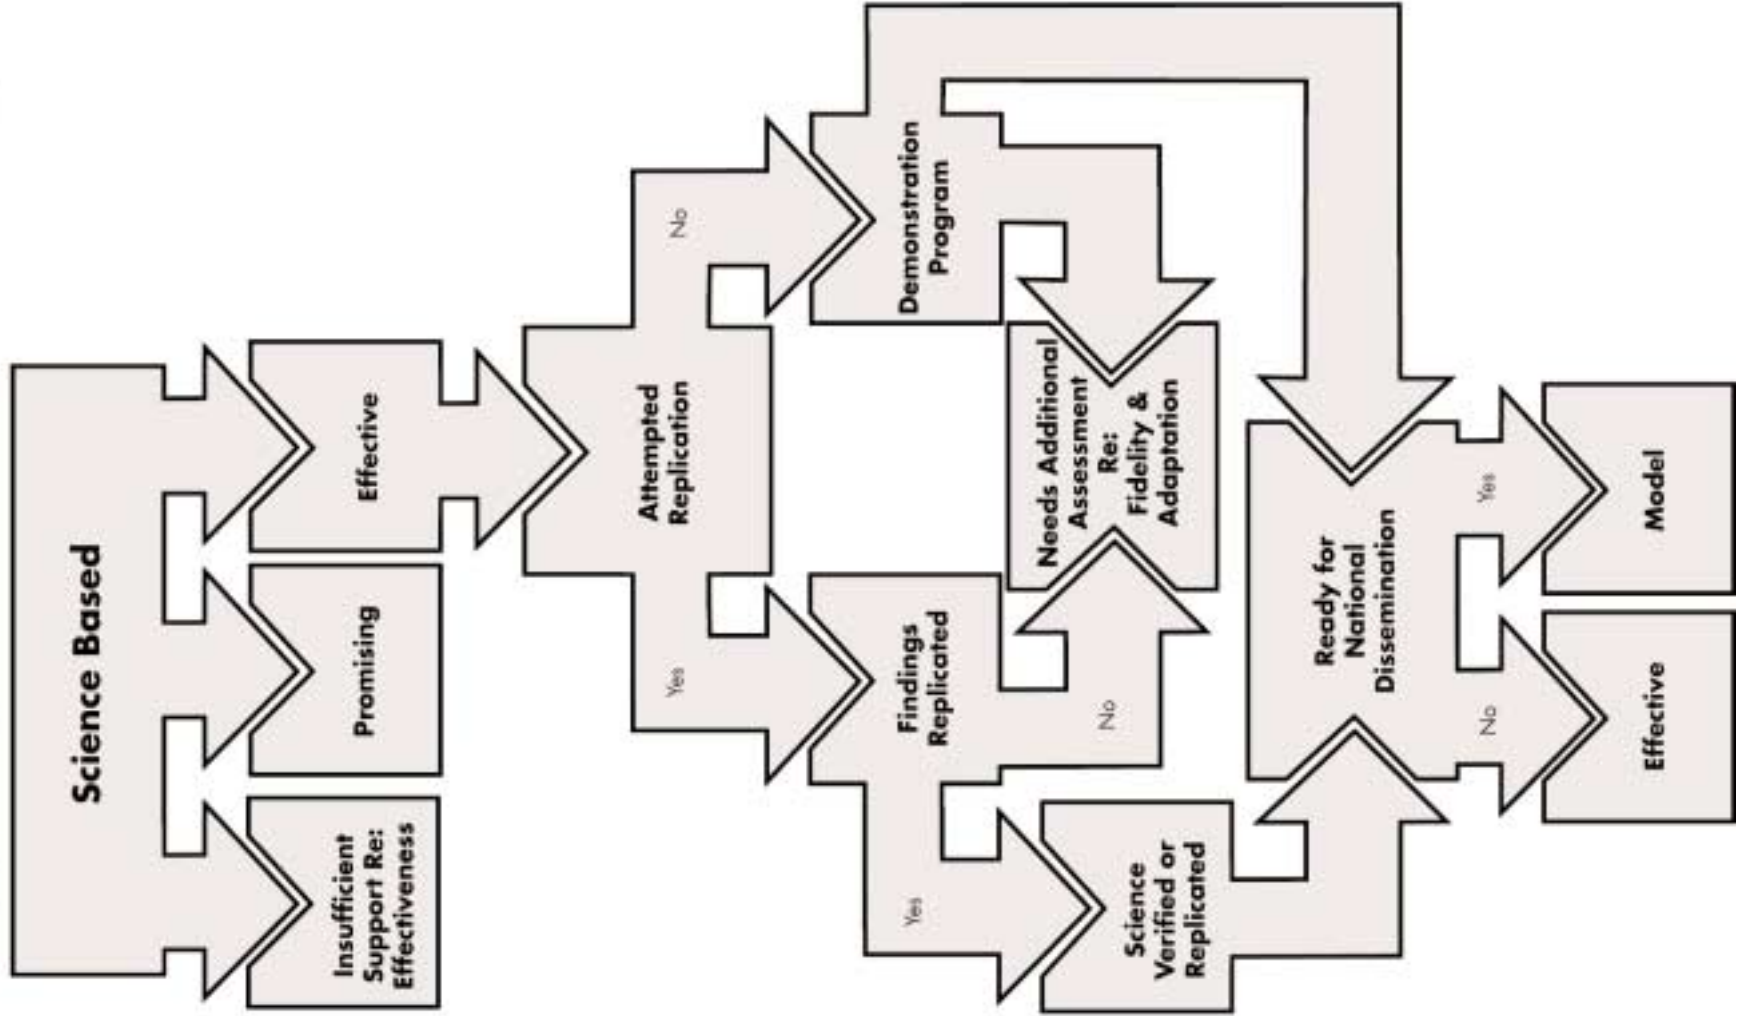 Science Based
Insufficient
Support Re:
Effectiveness
Promising
Effective
Attempted
Replication
Yes
No
Findings
Replicated
Demonstration
Program
Yes
No
Science
Verified or
Replicated
Needs Additional
Assessment
Re:
Fidelity &
Adaptation
Ready for
National
Dissemination
No
Yes
Effective
Model